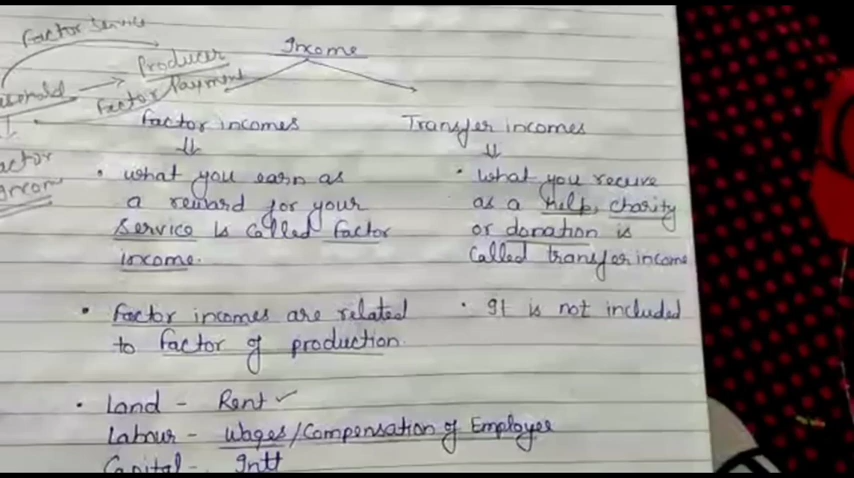 Factor Service
Income
Producer
Factor Payment
Factor incomes
Transfer incomes
• what you earn as
a reward for your
Service is called Factor
income.
• what you receive
as a help, charity
or donation is
called transfer income
• Factor incomes are related
to factor of production.
• It is not included
• Land - Rent ✓
Labour - Wages/Compensation of Employee
Capital - Intt